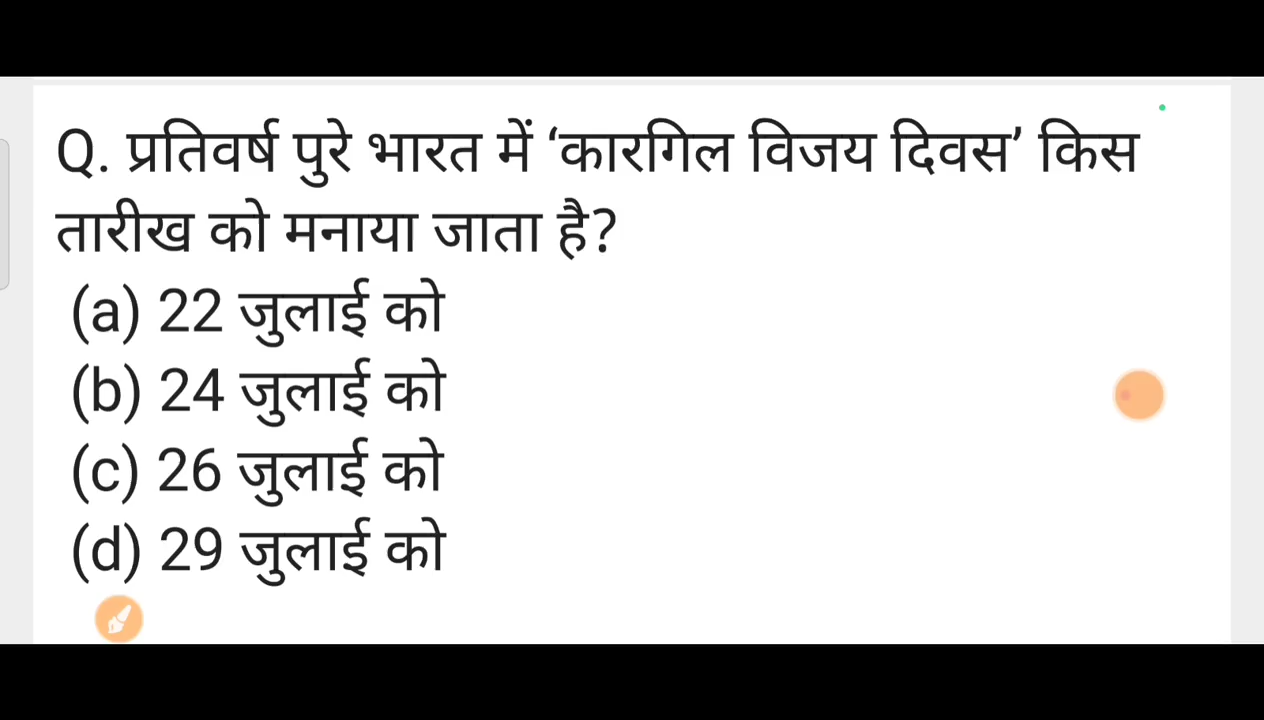 Q. प्रतिवर्ष पुरे भारत में ‘कारगिल विजय दिवस’ किस
तारीख को मनाया जाता है?
(a) 22 जुलाई को
(b) 24 जुलाई को
(c) 26 जुलाई को
(d) 29 जुलाई को